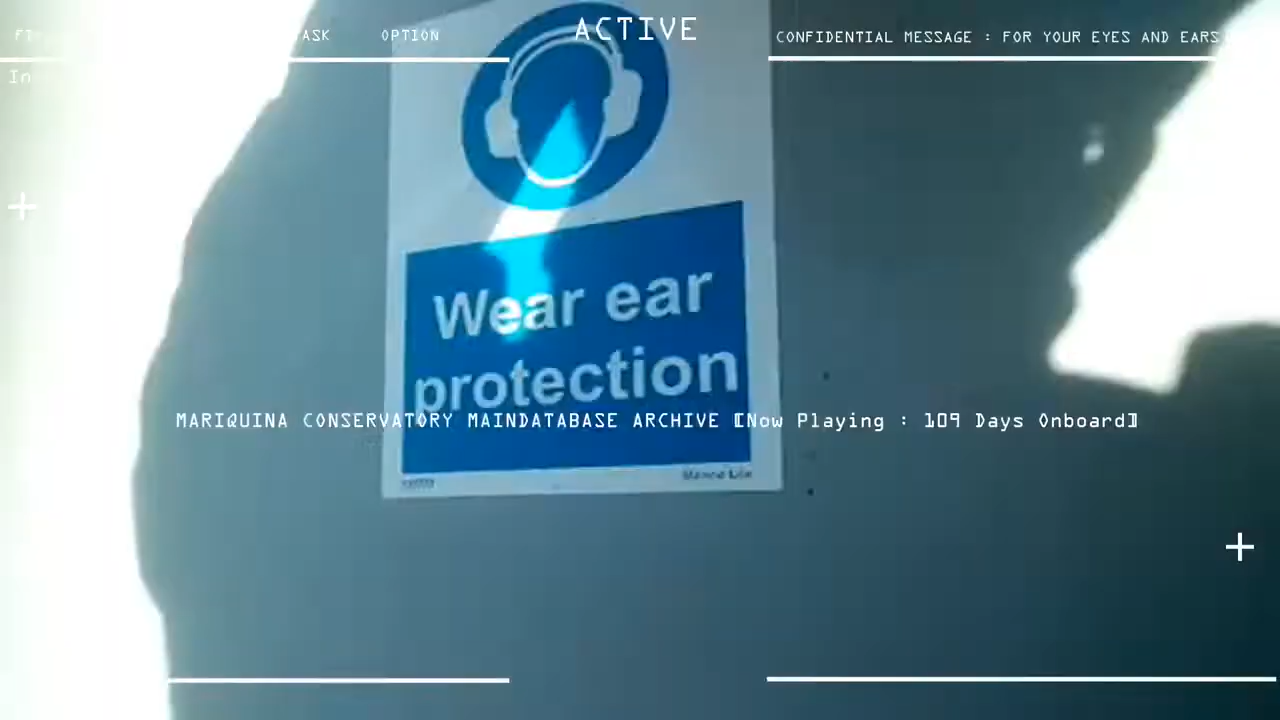 ASK OPTION
ACTIVE
CONFIDENTIAL MESSAGE : FOR YOUR EYES AND EARS
In
Wear ear
protection
MARIQUINA CONSERVATORY MAINDATABASE ARCHIVE [Now Playing : 109 Days Onboard]